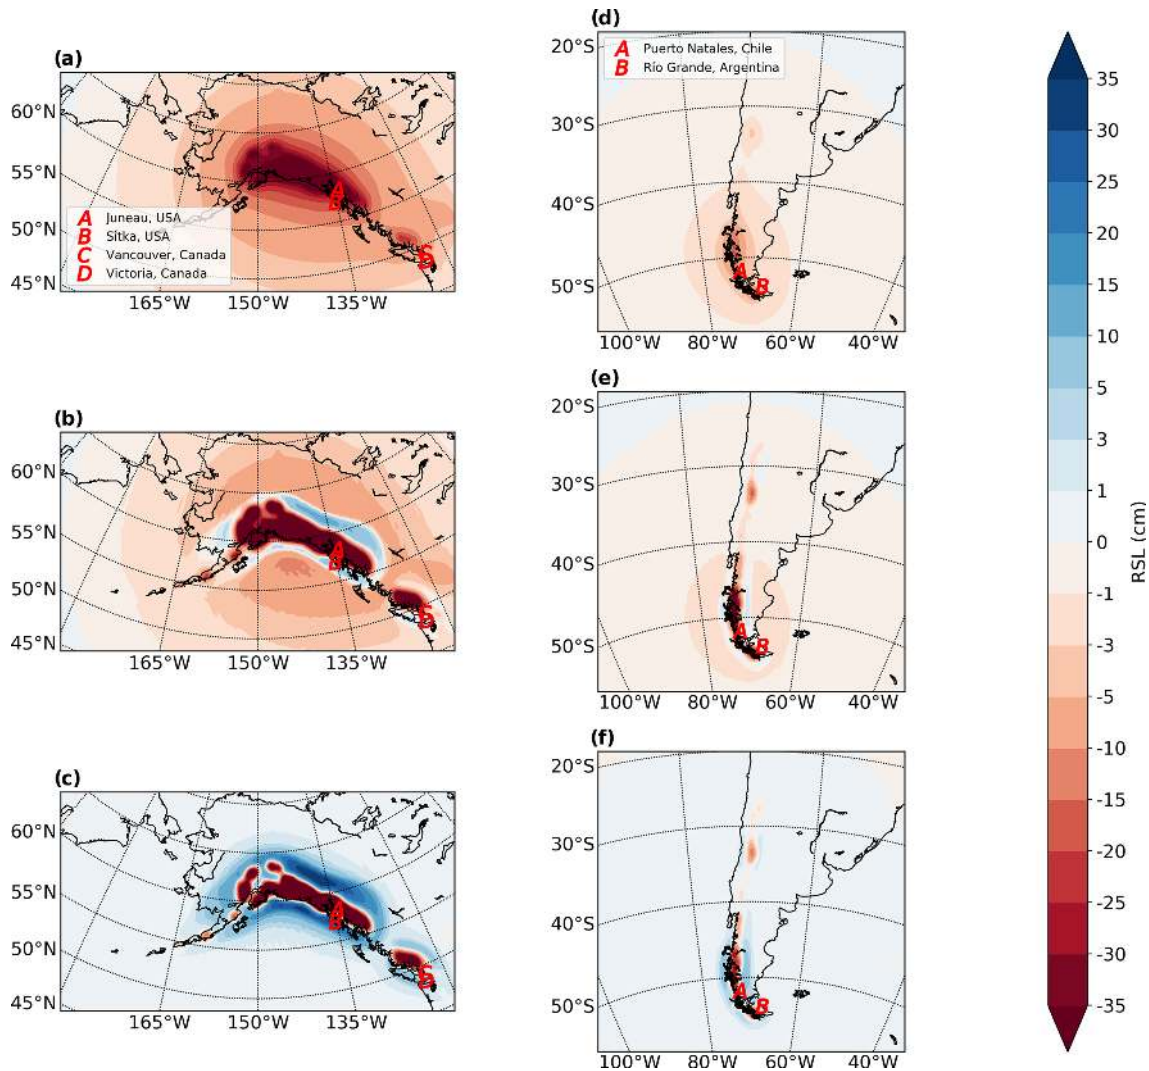 (a)
60°N
55°N
50°N
45°N
A Juneau, USA
B Sitka, USA
C Vancouver, Canada
D Victoria, Canada
A
B
C
D
165°W 150°W 135°W
(b)
60°N
55°N
50°N
45°N
A
B
C
D
165°W 150°W 135°W
(c)
60°N
55°N
50°N
45°N
A
B
C
D
165°W 150°W 135°W
(d)
20°S
30°S
40°S
50°S
A Puerto Natales, Chile
B Río Grande, Argentina
A
B
100°W 80°W 60°W 40°W
(e)
20°S
30°S
40°S
50°S
A
B
100°W 80°W 60°W 40°W
(f)
20°S
30°S
40°S
50°S
A
B
100°W 80°W 60°W 40°W
35
30
25
20
15
10
5
3
1
0
-1
-3
-5
-10
-15
-20
-25
-30
-35
RSL (cm)